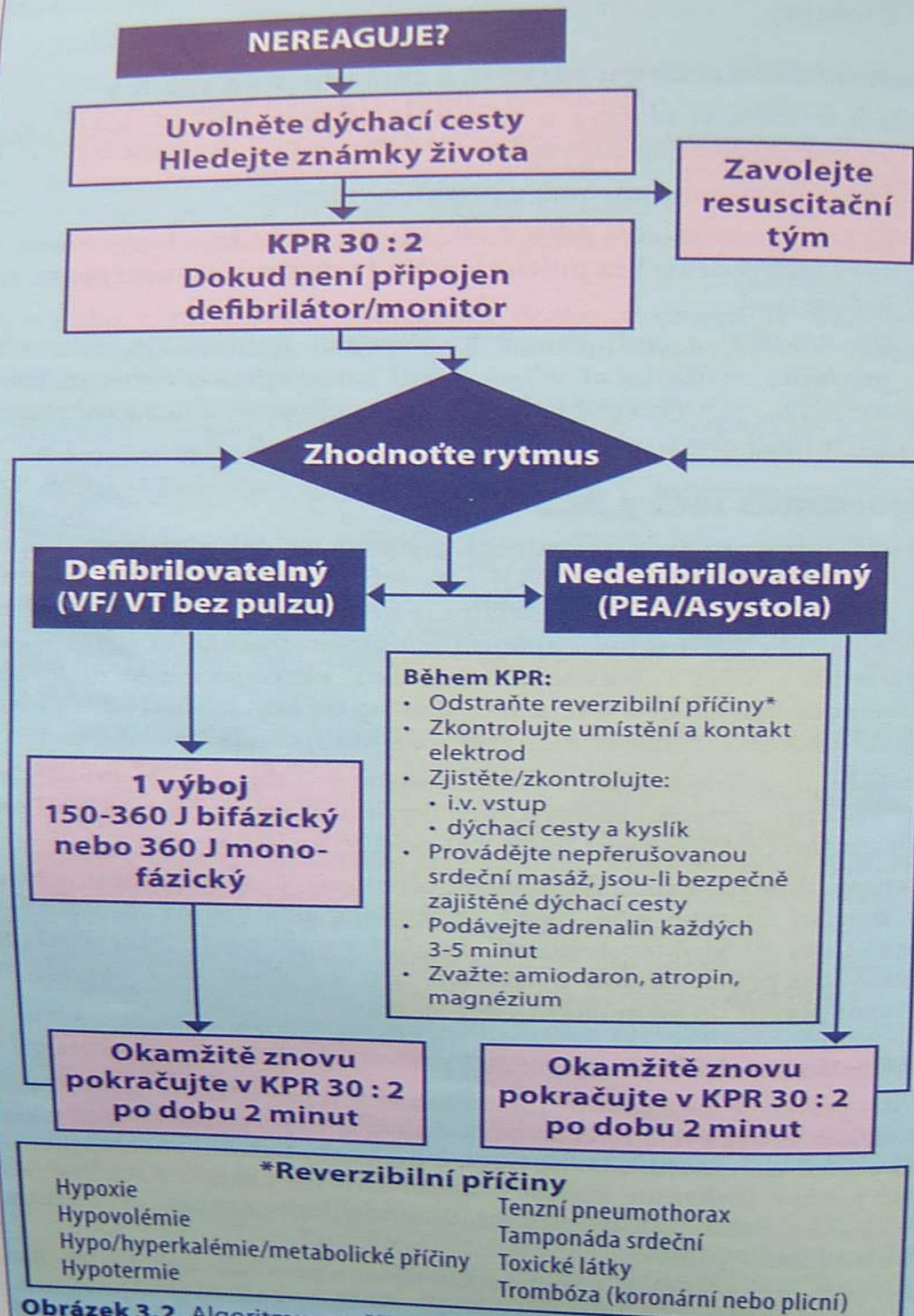 NEREAGUJE?
Uvolněte dýchací cesty
Hledejte známky života
Zavolejte
resuscitační
tým
KPR 30 : 2
Dokud není připojen
defibrilátor/monitor
Zhodnoťte rytmus
Defibrilovatelný
(VF/ VT bez pulzu)
Nedefibrilovatelný
(PEA/Asystola)
1 výboj
150-360 J bifázický
nebo 360 J mono-
fázický
Během KPR:
• Odstraňte reverzibilní příčiny*
• Zkontrolujte umístění a kontakt
elektrod
• Zjistěte/zkontrolujte:
• i.v. vstup
• dýchací cesty a kyslík
• Provádějte nepřerušovanou
srdeční masáž, jsou-li bezpečně
zajištěné dýchací cesty
• Podávejte adrenalin každých
3-5 minut
• Zvažte: amiodaron, atropin,
magnézium
Okamžitě znovu
pokračujte v KPR 30 : 2
po dobu 2 minut
Okamžitě znovu
pokračujte v KPR 30 : 2
po dobu 2 minut
*Reverzibilní příčiny
Hypoxie
Hypovolémie
Hypo/hyperkalémie/metabolické příčiny
Hypotermie
Tenzní pneumothorax
Tamponáda srdeční
Toxické látky
Trombóza (koronární nebo plicní)
Obrázek 3.2